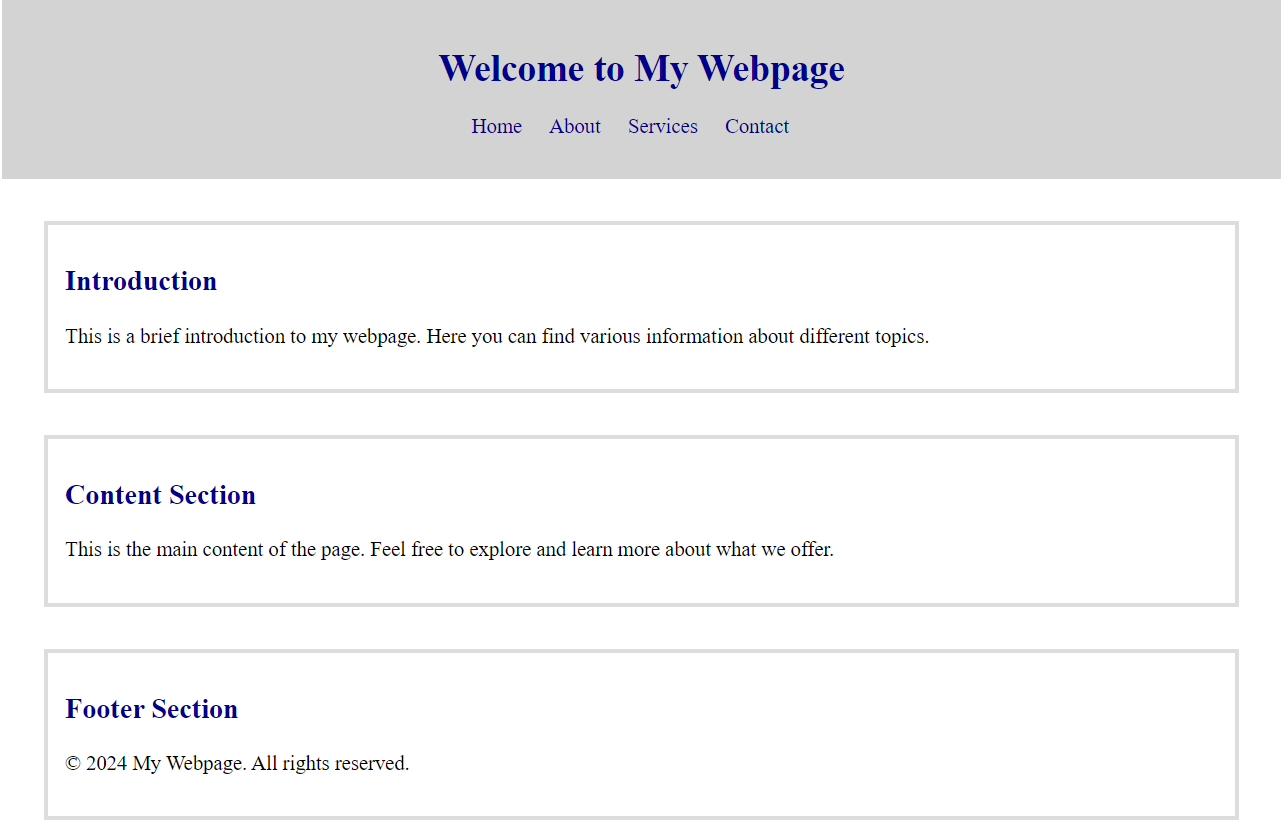 Welcome to My Webpage
Home About Services Contact
Introduction
This is a brief introduction to my webpage. Here you can find various information about different topics.
Content Section
This is the main content of the page. Feel free to explore and learn more about what we offer.
Footer Section
© 2024 My Webpage. All rights reserved.